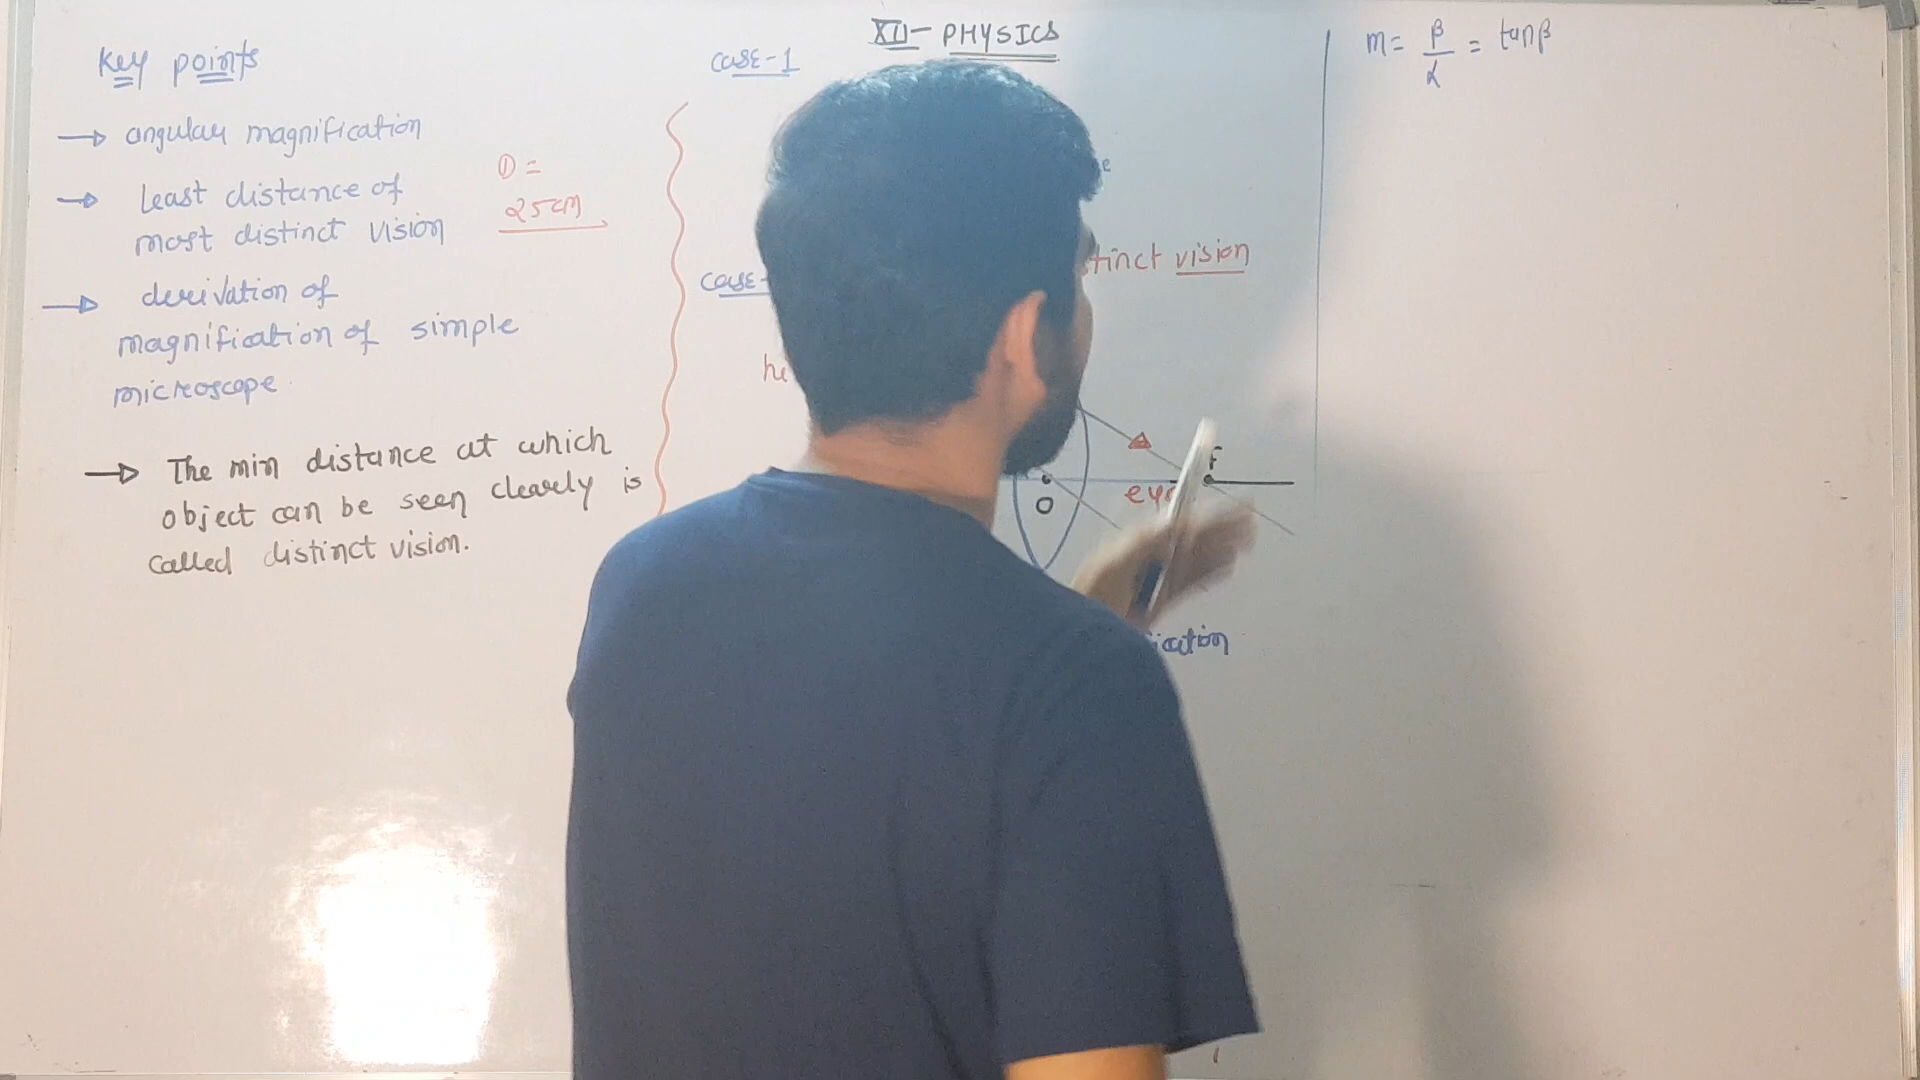 XII - PHYSICS
Key points
→ angular magnification
→ Least distance of
most distinct vision
D =
25cm
→ derivation of
magnification of simple
microscope
→ The min distance at which
object can be seen clearly is
called distinct vision.
case-1
case-
vision
O
eye
F
m = β/α = tanβ